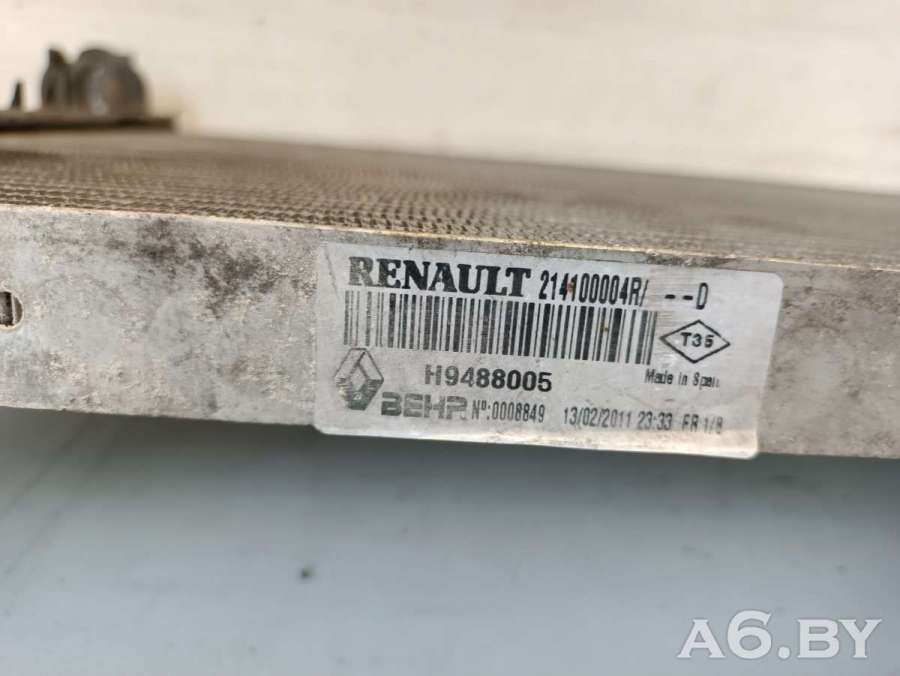 RENAULT 214100004R/ --D
T35
H9488005
Made in Spain
BEHR Nº:0008849 13/02/2011 23:33 FR 1/8
A6.BY